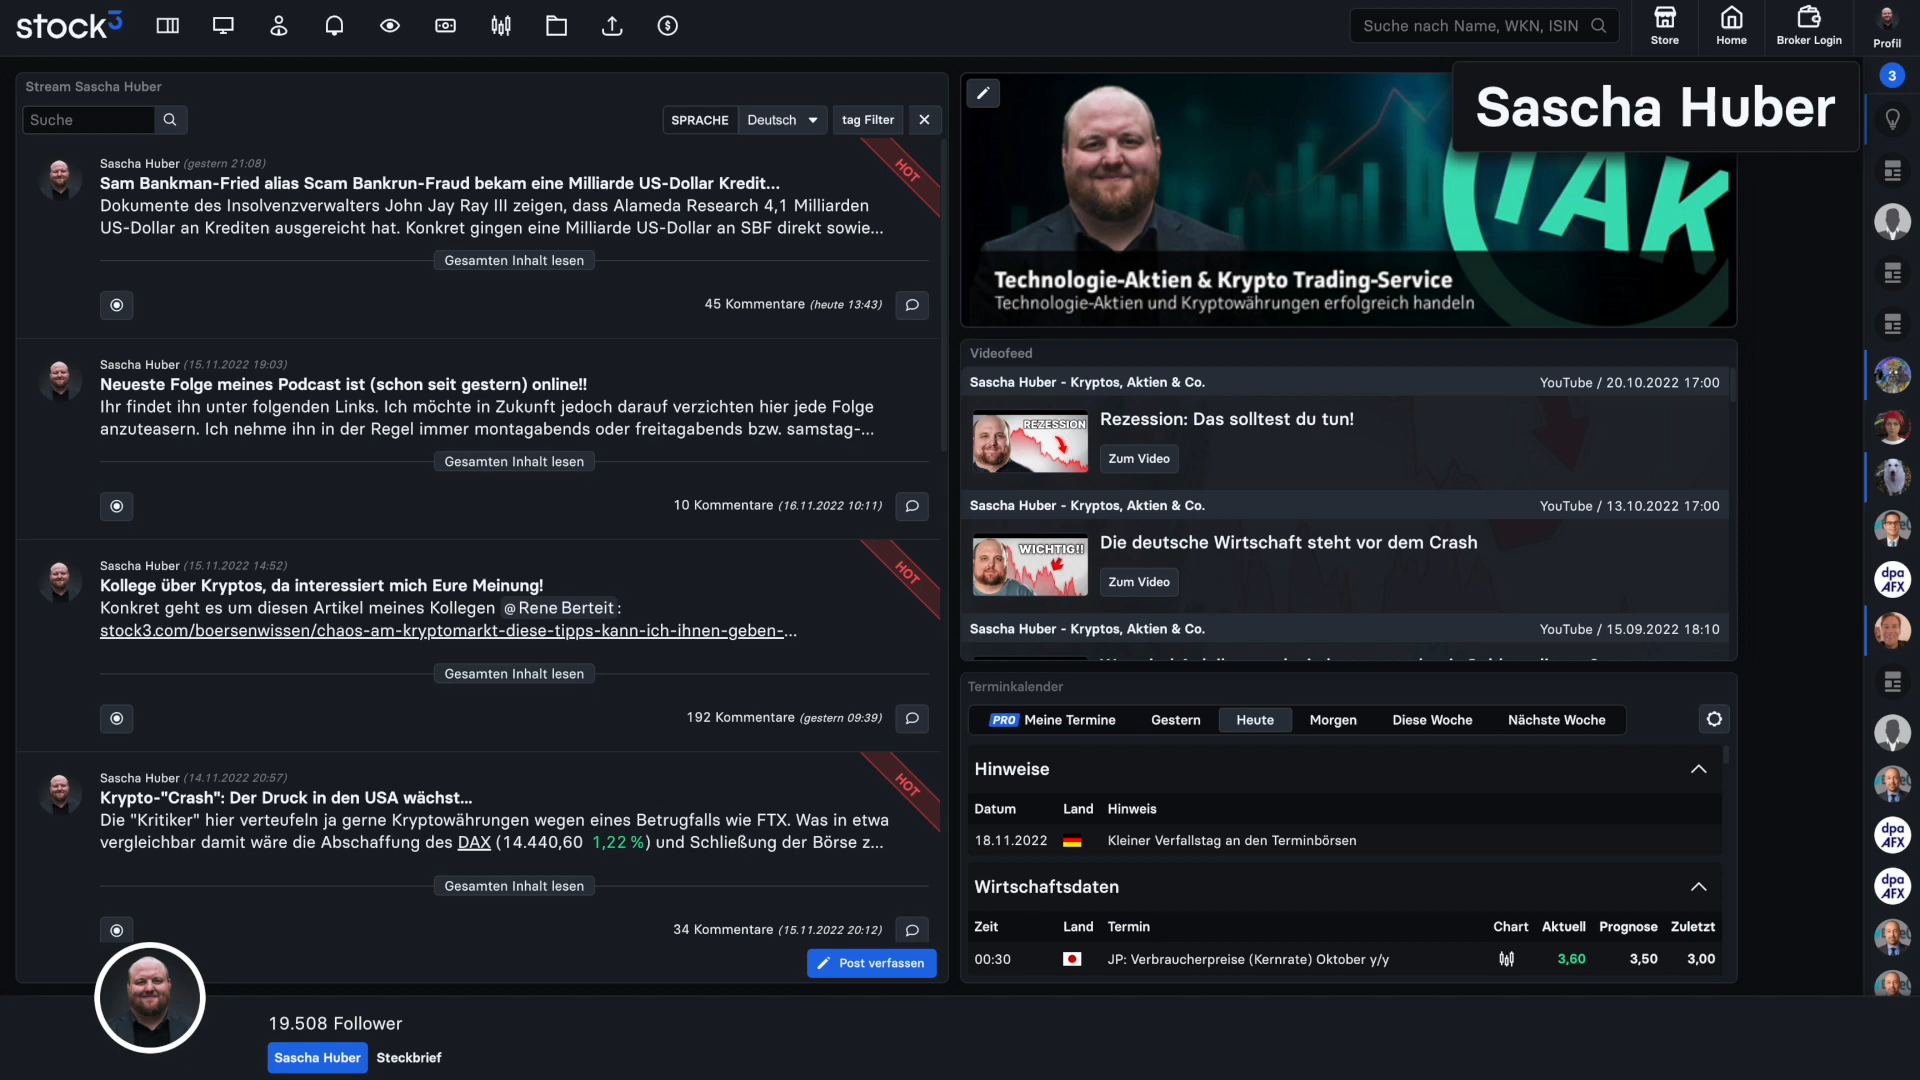 stock3
Suche nach Name, WKN, ISIN
Store
Home
Broker Login
Profil
3
Stream Sascha Huber
Suche
SPRACHE
Deutsch
tag Filter
Sascha Huber (gestern 21:08)
HOT
Sam Bankman-Fried alias Scam Bankrun-Fraud bekam eine Milliarde US-Dollar Kredit...
Dokumente des Insolvenzverwalters John Jay Ray III zeigen, dass Alameda Research 4,1 Milliarden
US-Dollar an Krediten ausgereicht hat. Konkret gingen eine Milliarde US-Dollar an SBF direkt sowie...
Gesamten Inhalt lesen
45 Kommentare (heute 13:43)
Sascha Huber (15.11.2022 19:03)
Neueste Folge meines Podcast ist (schon seit gestern) online!!
Ihr findet ihn unter folgenden Links. Ich möchte in Zukunft jedoch darauf verzichten hier jede Folge
anzuteasern. Ich nehme ihn in der Regel immer montagabends oder freitagabends bzw. samstag-...
Gesamten Inhalt lesen
10 Kommentare (16.11.2022 10:11)
Sascha Huber (15.11.2022 14:52)
HOT
Kollege über Kryptos, da interessiert mich Eure Meinung!
Konkret geht es um diesen Artikel meines Kollegen @Rene Berteit:
stock3.com/boersenwissen/chaos-am-kryptomarkt-diese-tipps-kann-ich-ihnen-geben-...
Gesamten Inhalt lesen
192 Kommentare (gestern 09:39)
Sascha Huber (14.11.2022 20:57)
HOT
Krypto-"Crash": Der Druck in den USA wächst...
Die "Kritiker" hier verteufeln ja gerne Kryptowährungen wegen eines Betrugfalls wie FTX. Was in etwa
vergleichbar damit wäre die Abschaffung des DAX (14.440,60 1,22 %) und Schließung der Börse z...
Gesamten Inhalt lesen
34 Kommentare (15.11.2022 20:12)
Post verfassen
Sascha Huber
TAK
Technologie-Aktien & Krypto Trading-Service
Technologie-Aktien und Kryptowährungen erfolgreich handeln
Videofeed
Sascha Huber - Kryptos, Aktien & Co.
YouTube / 20.10.2022 17:00
REZESSION
Rezession: Das solltest du tun!
Zum Video
Sascha Huber - Kryptos, Aktien & Co.
YouTube / 13.10.2022 17:00
WICHTIG!!
Die deutsche Wirtschaft steht vor dem Crash
Zum Video
Sascha Huber - Kryptos, Aktien & Co.
YouTube / 15.09.2022 18:10
Terminkalender
PRO Meine Termine
Gestern
Heute
Morgen
Diese Woche
Nächste Woche
Hinweise
Datum Land Hinweis
18.11.2022 Kleiner Verfallstag an den Terminbörsen
Wirtschaftsdaten
Zeit Land Termin Chart Aktuell Prognose Zuletzt
00:30 JP: Verbraucherpreise (Kernrate) Oktober y/y 3,60 3,50 3,00
dpa
AFX
dpa
AFX
dpa
AFX
19.508 Follower
Sascha Huber
Steckbrief